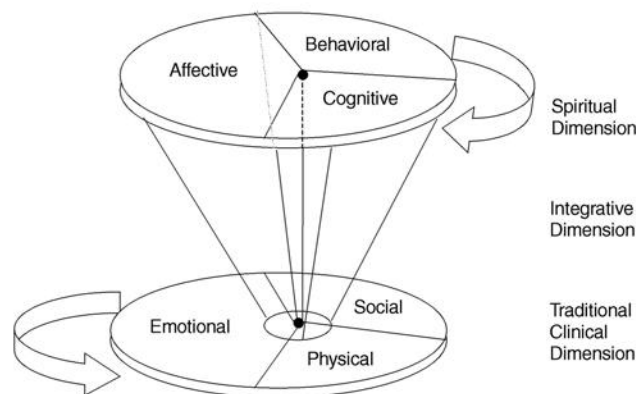 Behavioral
Affective
Cognitive
Spiritual
Dimension
Integrative
Dimension
Social
Emotional
Physical
Traditional
Clinical
Dimension